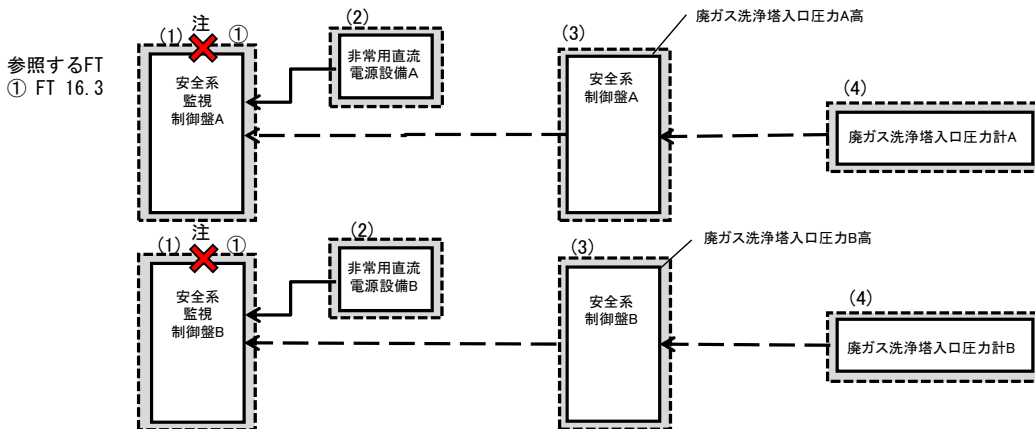 参照するFT
① FT 16.3
注
(1)
①
安全系
監視
制御盤A
(2)
非常用直流
電源設備A
(3)
廃ガス洗浄塔入口圧力A高
安全系
制御盤A
(4)
廃ガス洗浄塔入口圧力計A
注
(1)
①
安全系
監視
制御盤B
(2)
非常用直流
電源設備B
(3)
廃ガス洗浄塔入口圧力B高
安全系
制御盤B
(4)
廃ガス洗浄塔入口圧力計B